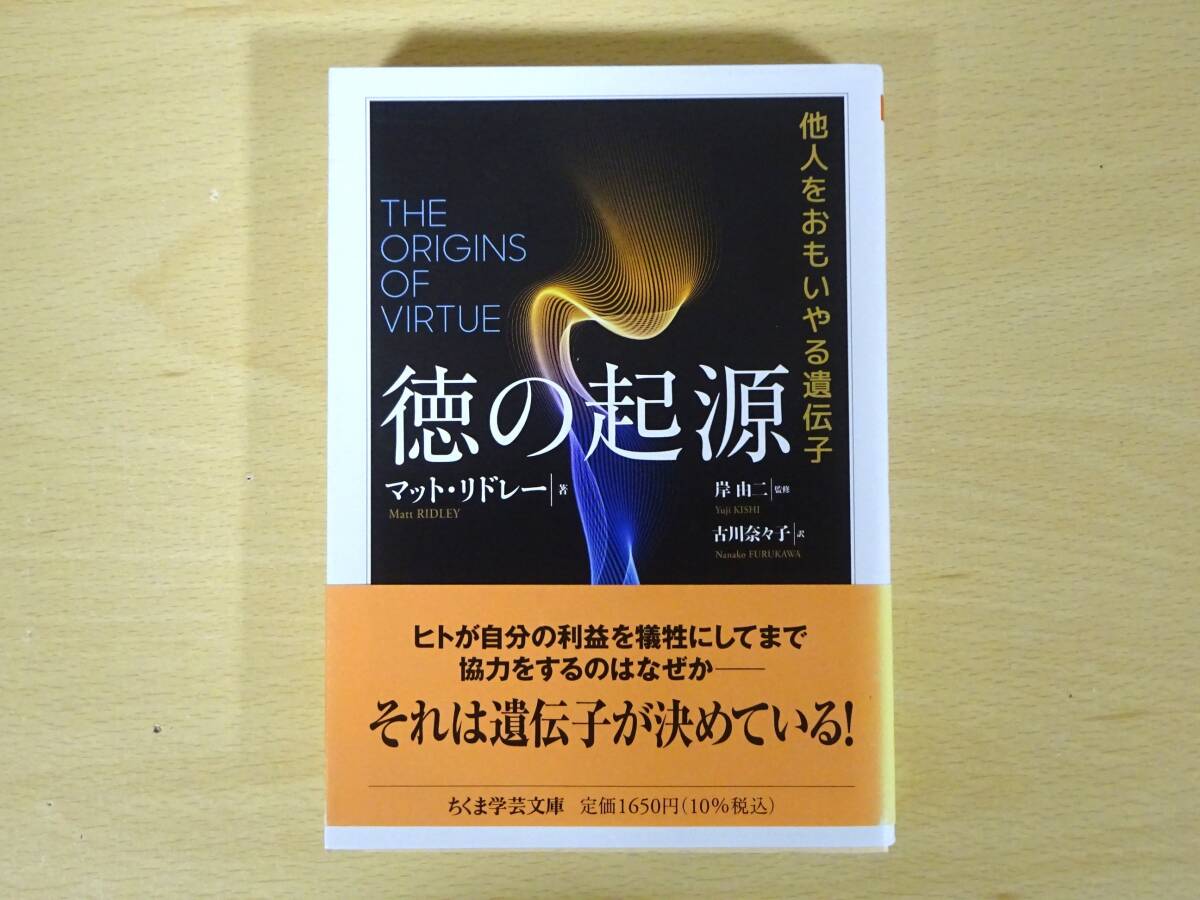 他人をおもいやる遺伝子
THE
ORIGINS
OF
VIRTUE
徳の起源
マット・リドレー 著
Matt RIDLEY
岸 由二 監修
Yuji KISHI
古川奈々子 訳
Nanako FURUKAWA
ヒトが自分の利益を犠牲にしてまで
協力をするのはなぜか――
それは遺伝子が決めている!
ちくま学芸文庫 定価1650円(10%税込)